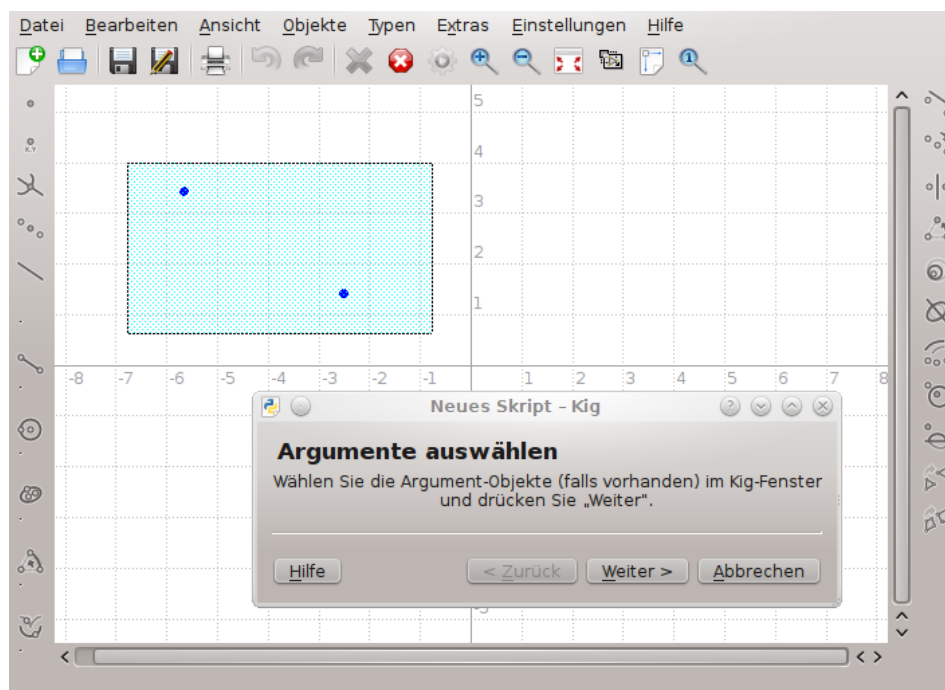 Datei Bearbeiten Ansicht Objekte Typen Extras Einstellungen Hilfe
5
4
3
2
1
-8 -7 -6 -5 -4 -3 -2 -1 1 2 3 4 5 6 7 8
Neues Skript – Kig
Argumente auswählen
Wählen Sie die Argument-Objekte (falls vorhanden) im Kig-Fenster
und drücken Sie „Weiter“.
Hilfe < Zurück Weiter > Abbrechen